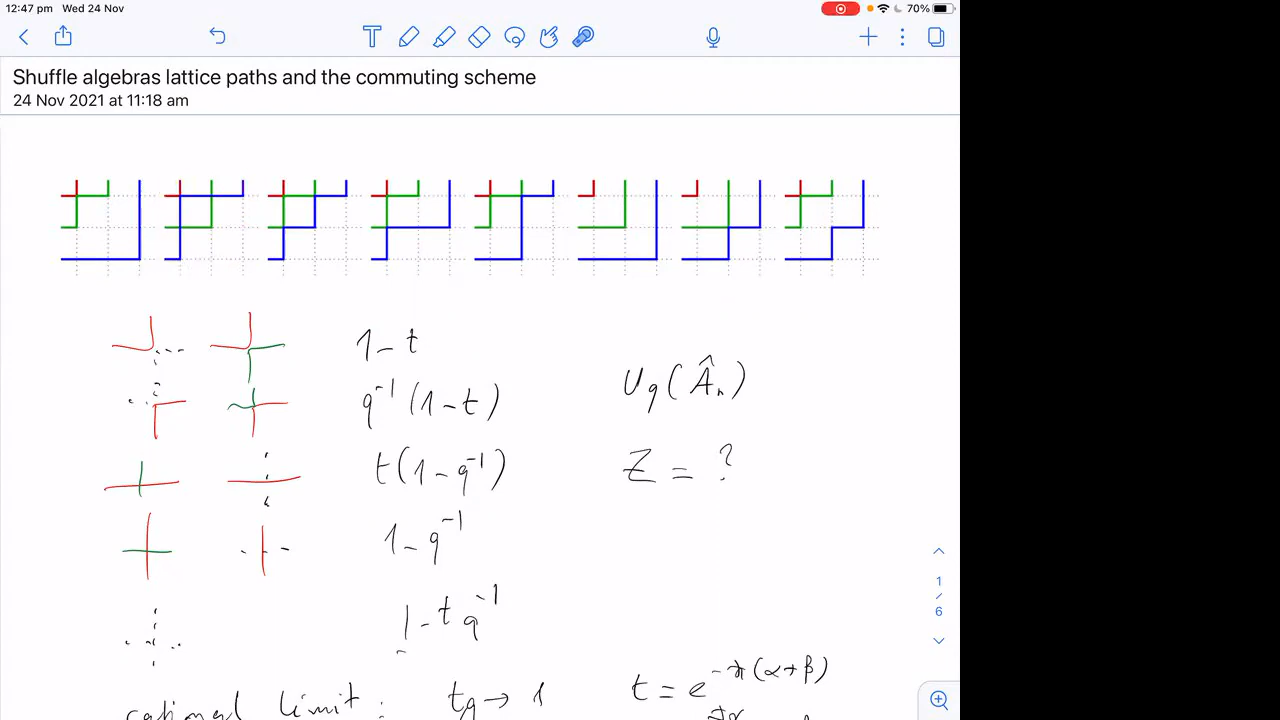 12:47 pm Wed 24 Nov
70%
Shuffle algebras lattice paths and the commuting scheme
24 Nov 2021 at 11:18 am
1 - t
q⁻¹ (1 - t)
U_q (Â_n)
t (1 - q⁻¹)
Z = ?
1 - q⁻¹
1
/
6
1 - t q⁻¹
rational limit : tq → 1